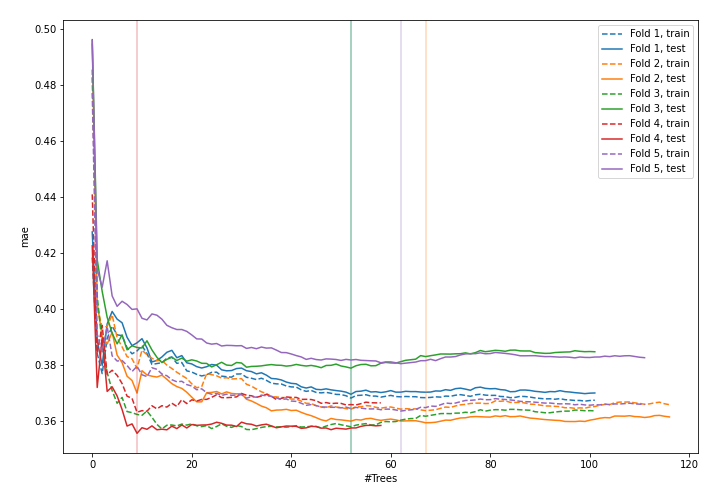 0.50
0.48
0.46
0.44
0.42
0.40
0.38
0.36
mae
0
20
40
60
80
100
120
#Trees
Fold 1, train
Fold 1, test
Fold 2, train
Fold 2, test
Fold 3, train
Fold 3, test
Fold 4, train
Fold 4, test
Fold 5, train
Fold 5, test